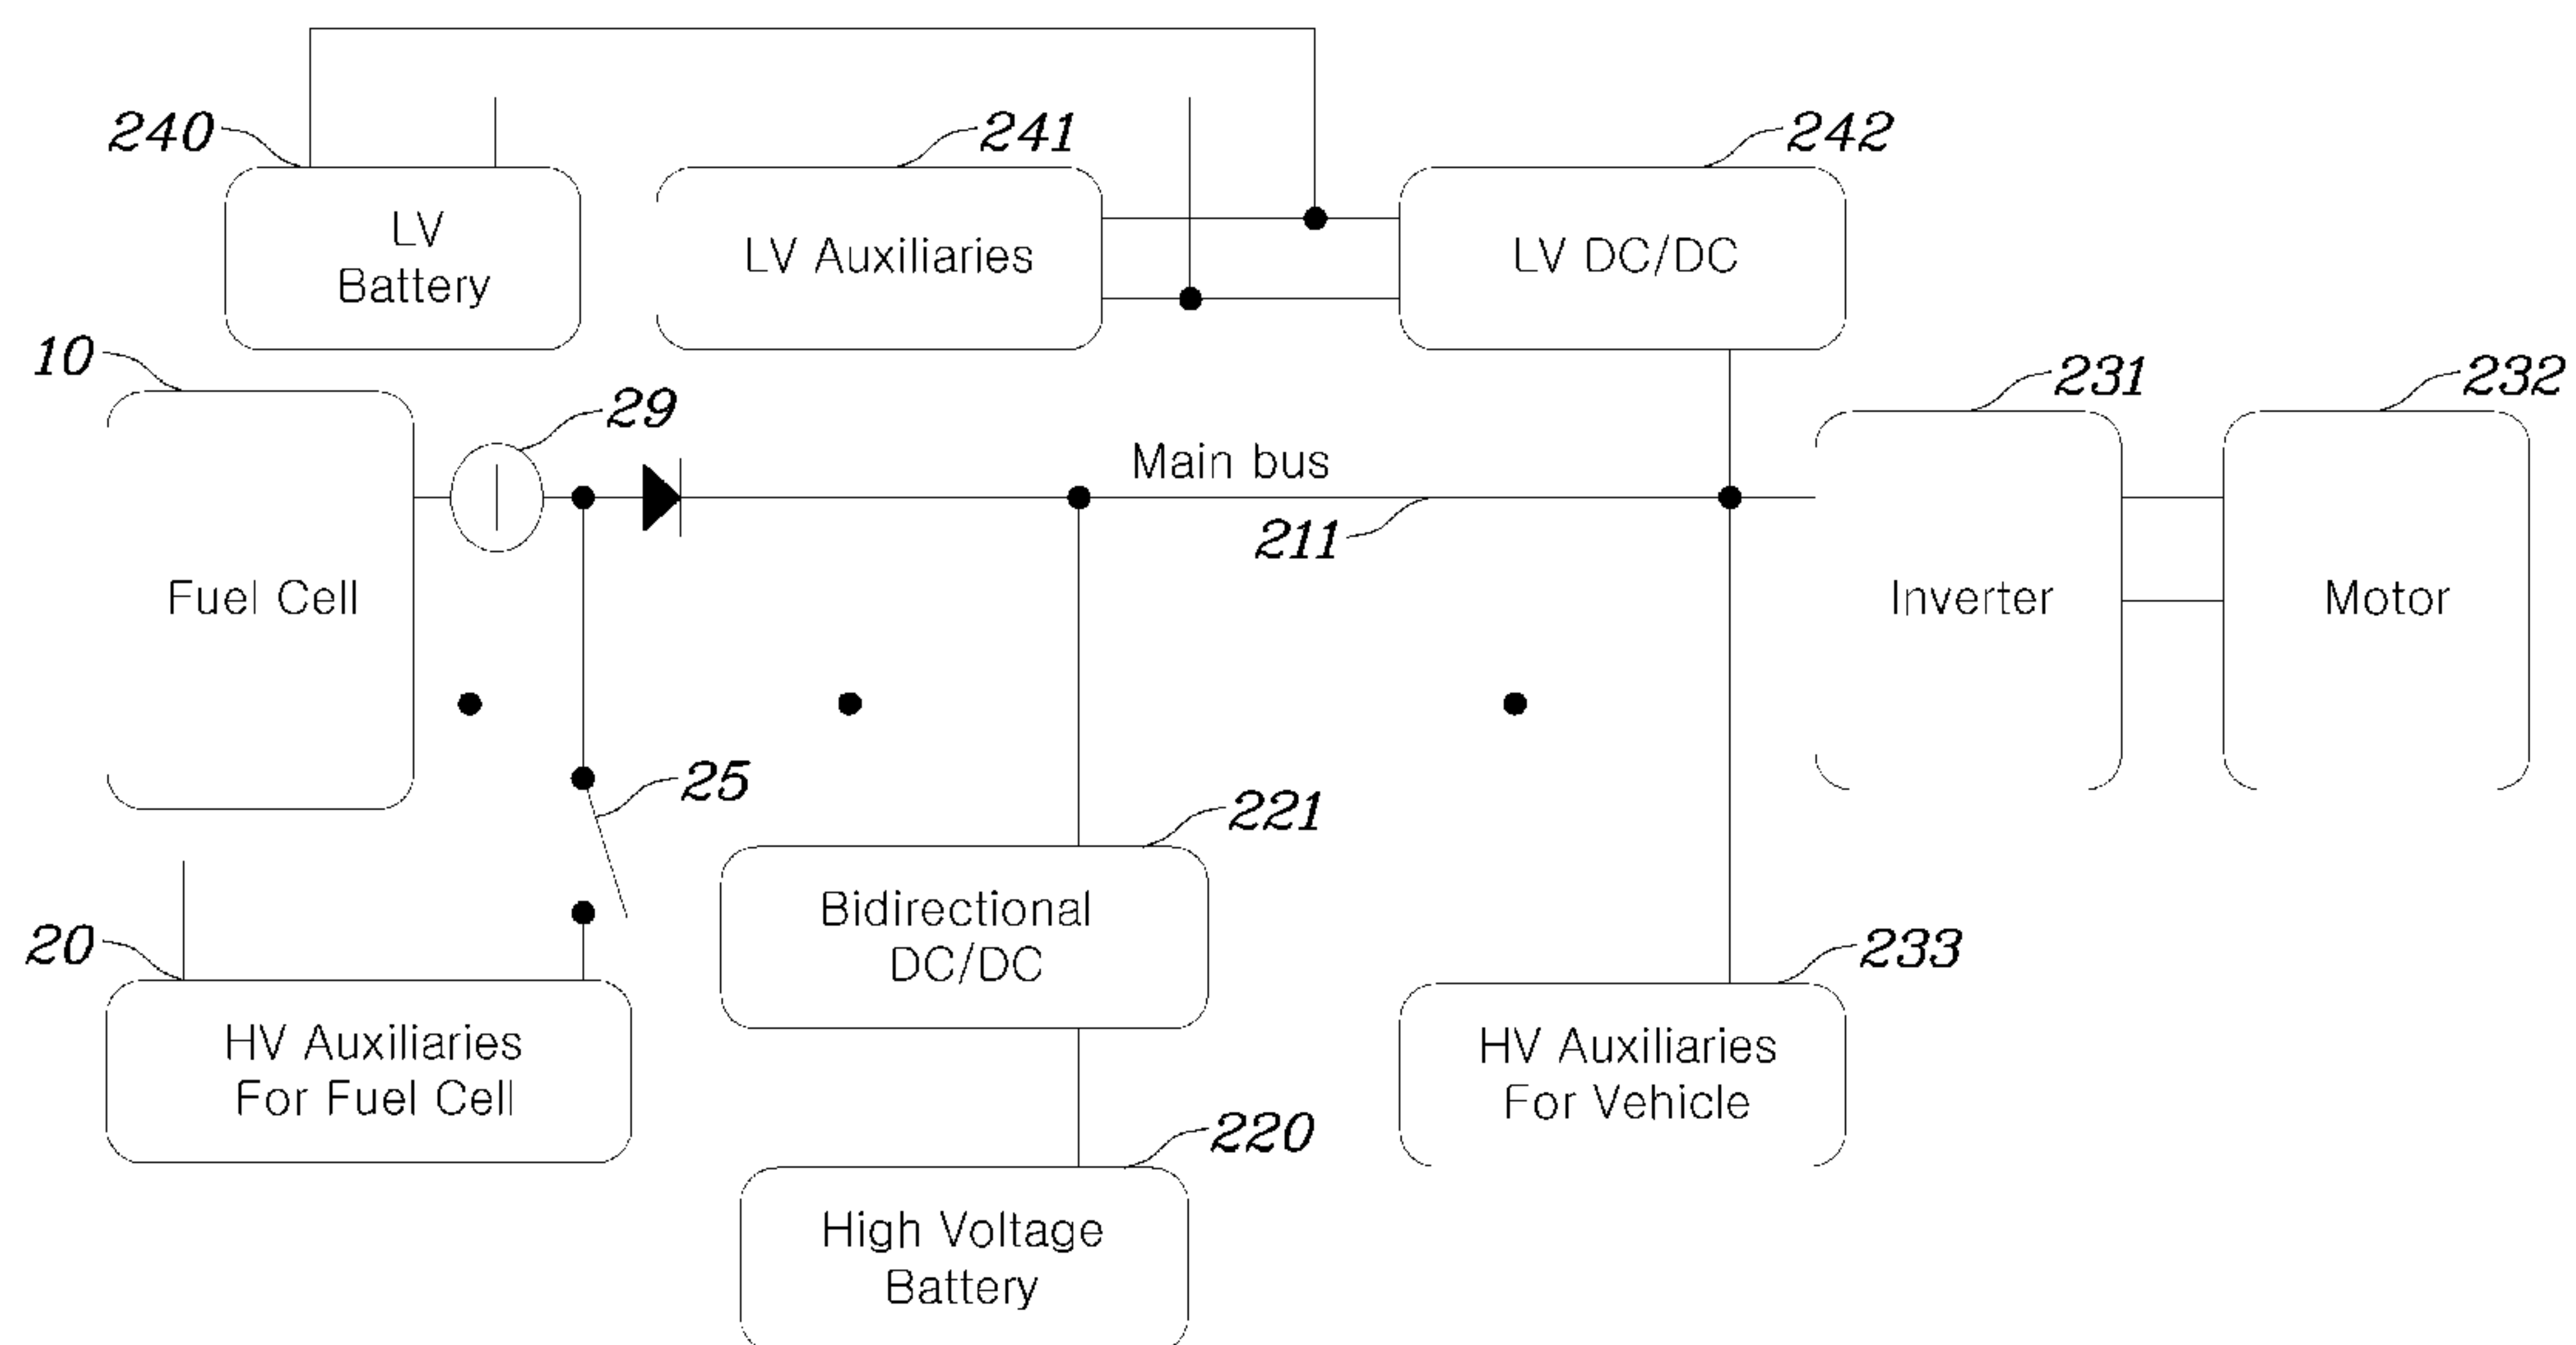 240
241
242
LV
Battery
LV Auxiliaries
LV DC/DC
10
29
231
232
Main bus
211
Fuel Cell
Inverter
Motor
25
221
Bidirectional
DC/DC
20
233
HV Auxiliaries
For Fuel Cell
HV Auxiliaries
For Vehicle
220
High Voltage
Battery